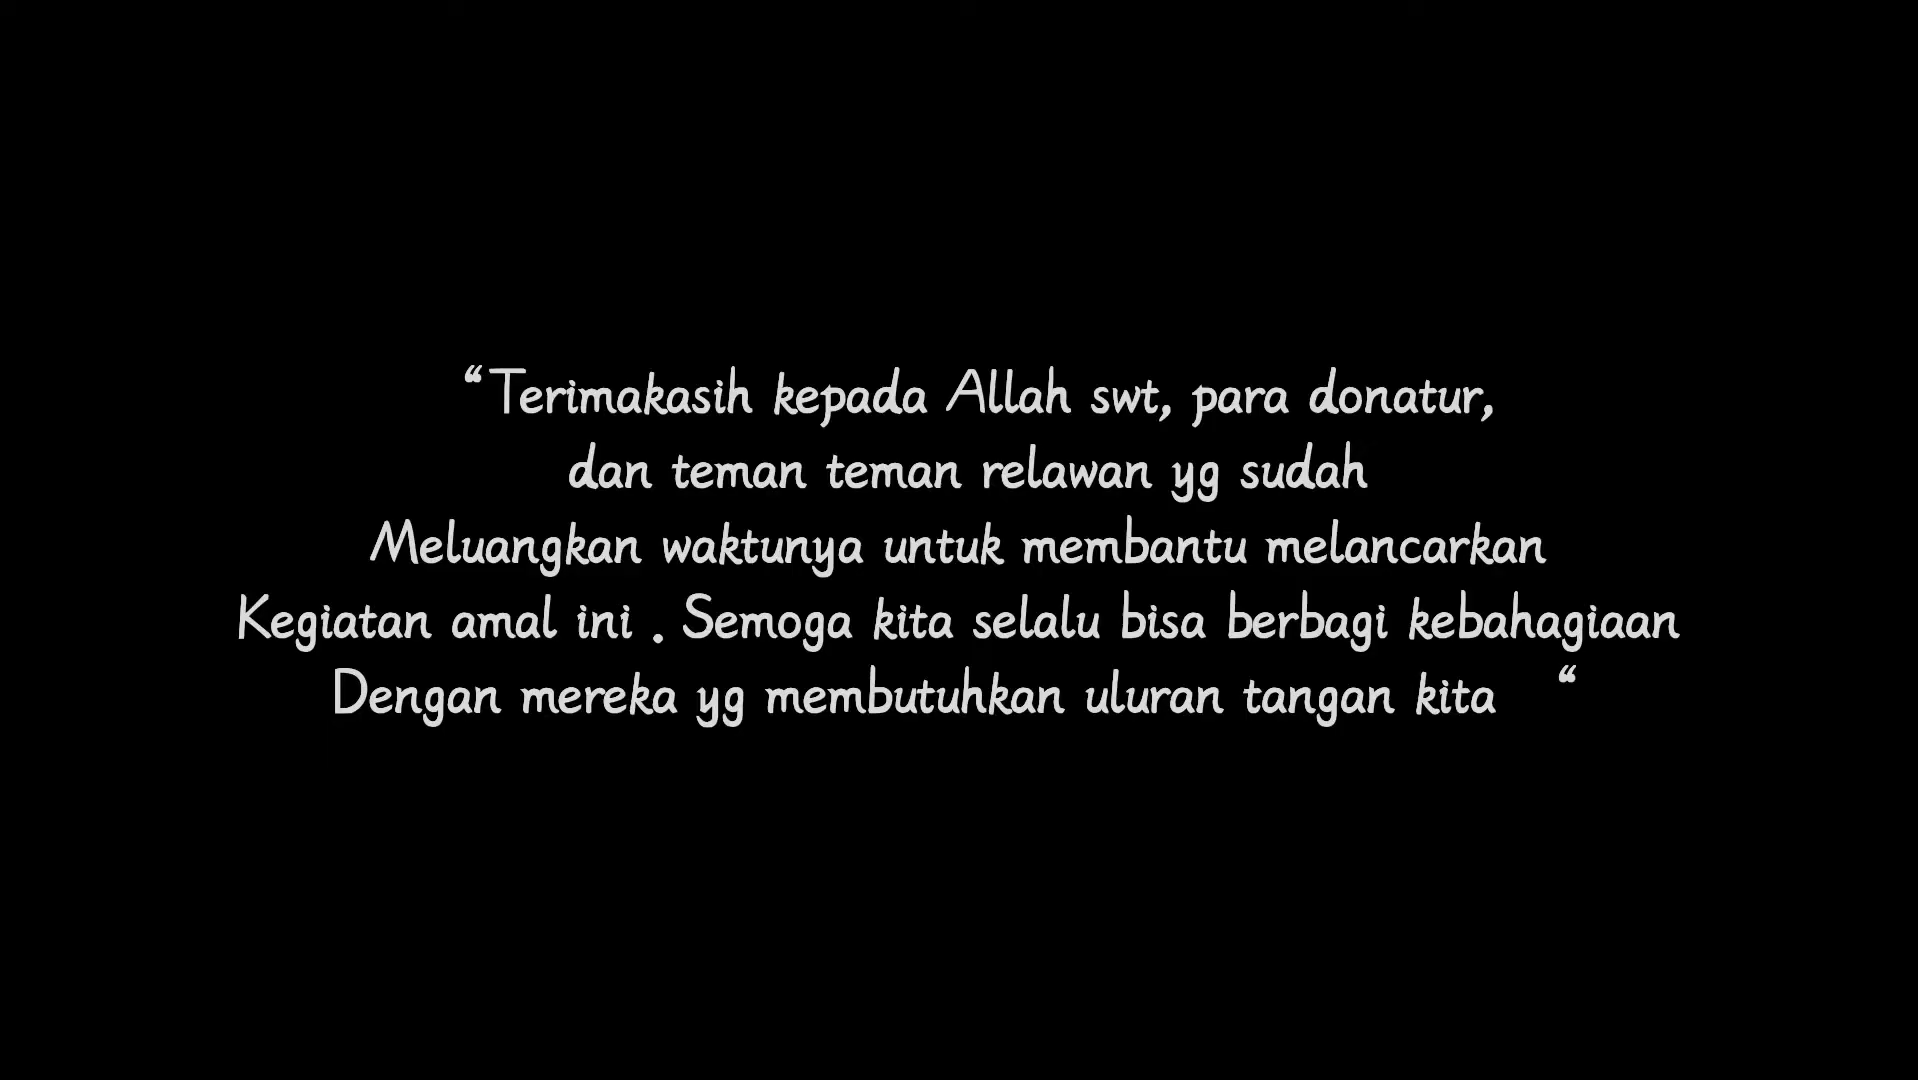 “Terimakasih kepada Allah swt, para donatur,
dan teman teman relawan yg sudah
Meluangkan waktunya untuk membantu melancarkan
Kegiatan amal ini . Semoga kita selalu bisa berbagi kebahagiaan
Dengan mereka yg membutuhkan uluran tangan kita “